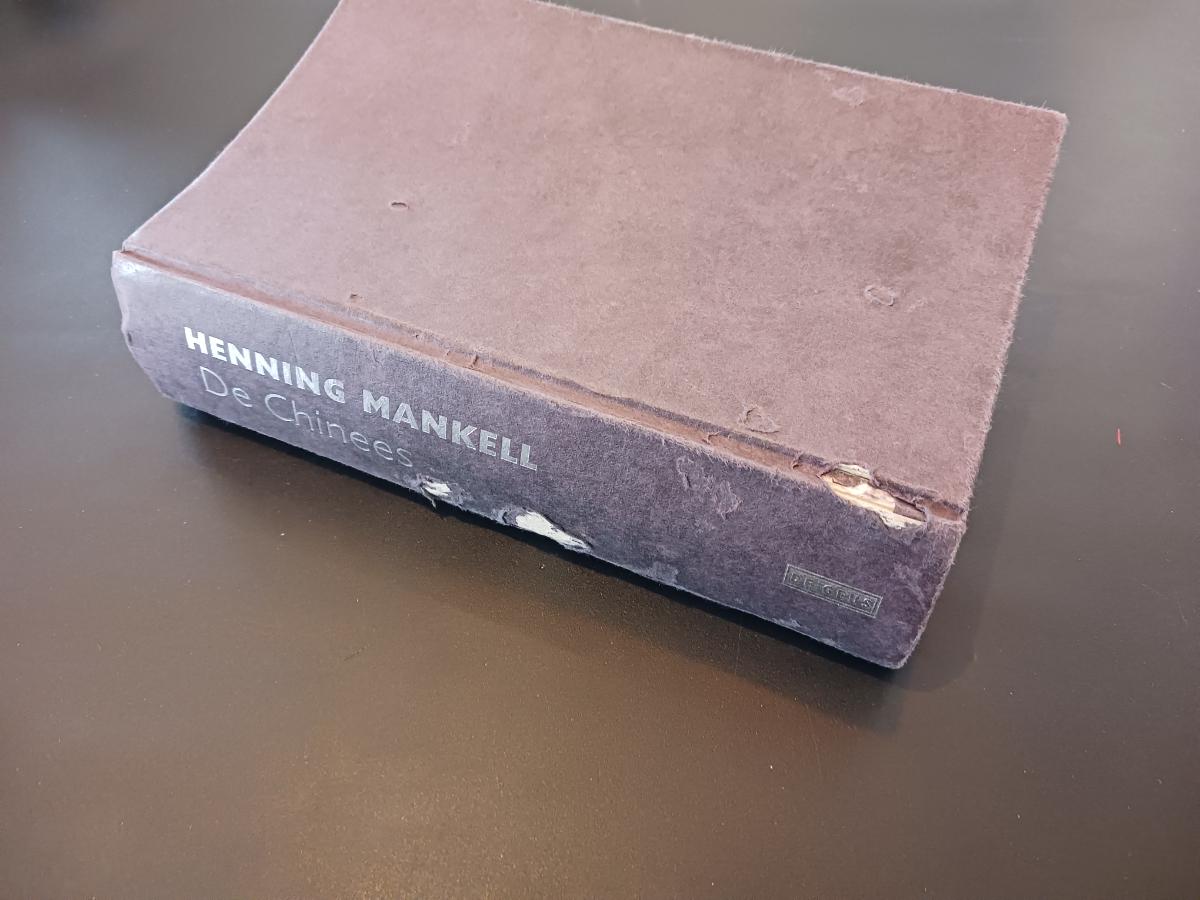 HENNING MANKELL
De Chinees
DE GEUS